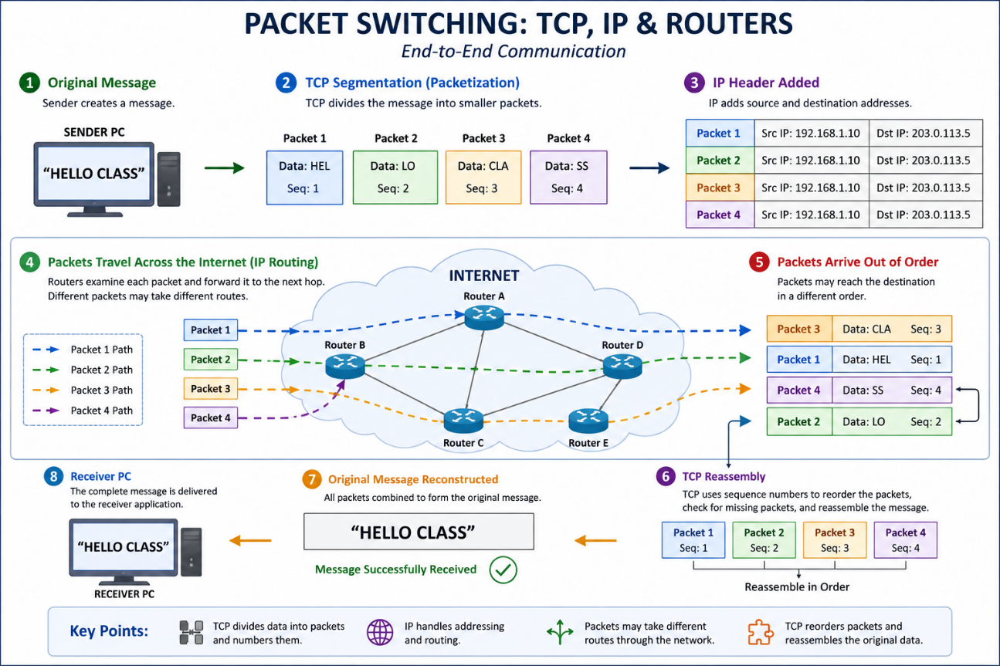 PACKET SWITCHING: TCP, IP & ROUTERS
End-to-End Communication
1 Original Message
Sender creates a message.
SENDER PC
“HELLO CLASS”
2 TCP Segmentation (Packetization)
TCP divides the message into smaller packets.
Packet 1 Packet 2 Packet 3 Packet 4
Data: HEL Data: LO Data: CLA Data: SS
Seq: 1 Seq: 2 Seq: 3 Seq: 4
3 IP Header Added
IP adds source and destination addresses.
Packet 1 Src IP: 192.168.1.10 Dst IP: 203.0.113.5
Packet 2 Src IP: 192.168.1.10 Dst IP: 203.0.113.5
Packet 3 Src IP: 192.168.1.10 Dst IP: 203.0.113.5
Packet 4 Src IP: 192.168.1.10 Dst IP: 203.0.113.5
4 Packets Travel Across the Internet (IP Routing)
Routers examine each packet and forward it to the next hop.
Different packets may take different routes.
Packet 1 Path
Packet 2 Path
Packet 3 Path
Packet 4 Path
Packet 1
Packet 2
Packet 3
Packet 4
INTERNET
Router A
Router B
Router D
Router C
Router E
5 Packets Arrive Out of Order
Packets may reach the destination
in a different order.
Packet 3 Data: CLA Seq: 3
Packet 1 Data: HEL Seq: 1
Packet 4 Data: SS Seq: 4
Packet 2 Data: LO Seq: 2
6 TCP Reassembly
TCP uses sequence numbers to reorder the packets,
check for missing packets, and reassemble the message.
Packet 1 Packet 2 Packet 3 Packet 4
Seq: 1 Seq: 2 Seq: 3 Seq: 4
Reassemble in Order
7 Original Message Reconstructed
All packets combined to form the original message.
“HELLO CLASS”
Message Successfully Received
8 Receiver PC
The complete message is delivered
to the receiver application.
“HELLO CLASS”
RECEIVER PC
Key Points:
TCP divides data into packets
and numbers them.
IP handles addressing
and routing.
Packets may take different
routes through the network.
TCP reorders packets and
reassembles the original data.